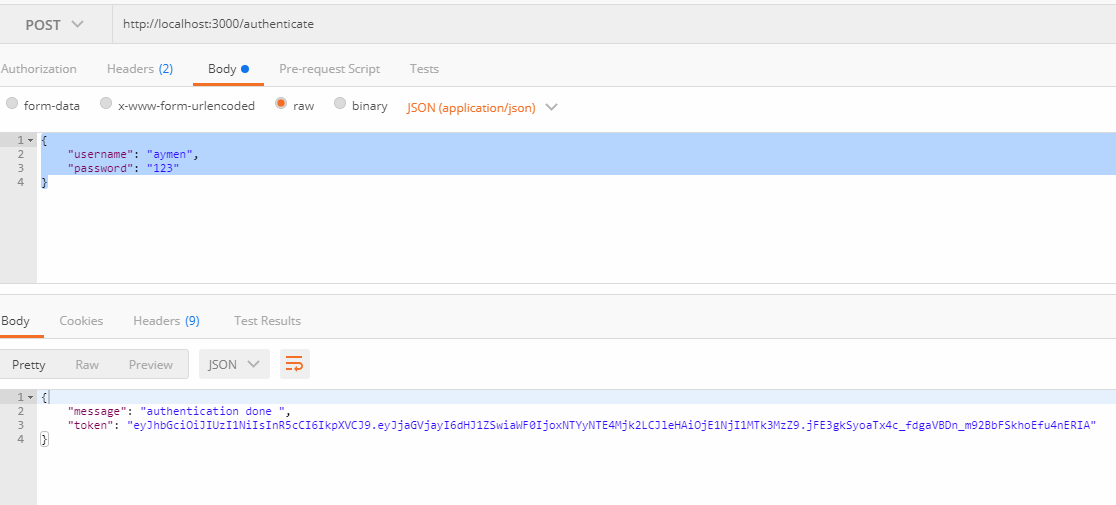 POST http://localhost:3000/authenticate
Authorization Headers (2) Body Pre-request Script Tests
form-data x-www-form-urlencoded raw binary JSON (application/json)
1 {
2 "username": "aymen",
3 "password": "123"
4 }
Body Cookies Headers (9) Test Results
Pretty Raw Preview JSON
1 {
2 "message": "authentication done ",
3 "token": "eyJhbGciOiJIUzI1NiIsInR5cCI6IkpXVCJ9.eyJjaGVjayI6dHJ1ZSwiaWF0IjoxNTYyNTE4Mjk2LCJleHAiOjE1NjI1MTk3MzZ9.jFE3gkSyoaTx4c_fdgaVBDn_m92BbFSkhoEfu4nERIA"
4 }